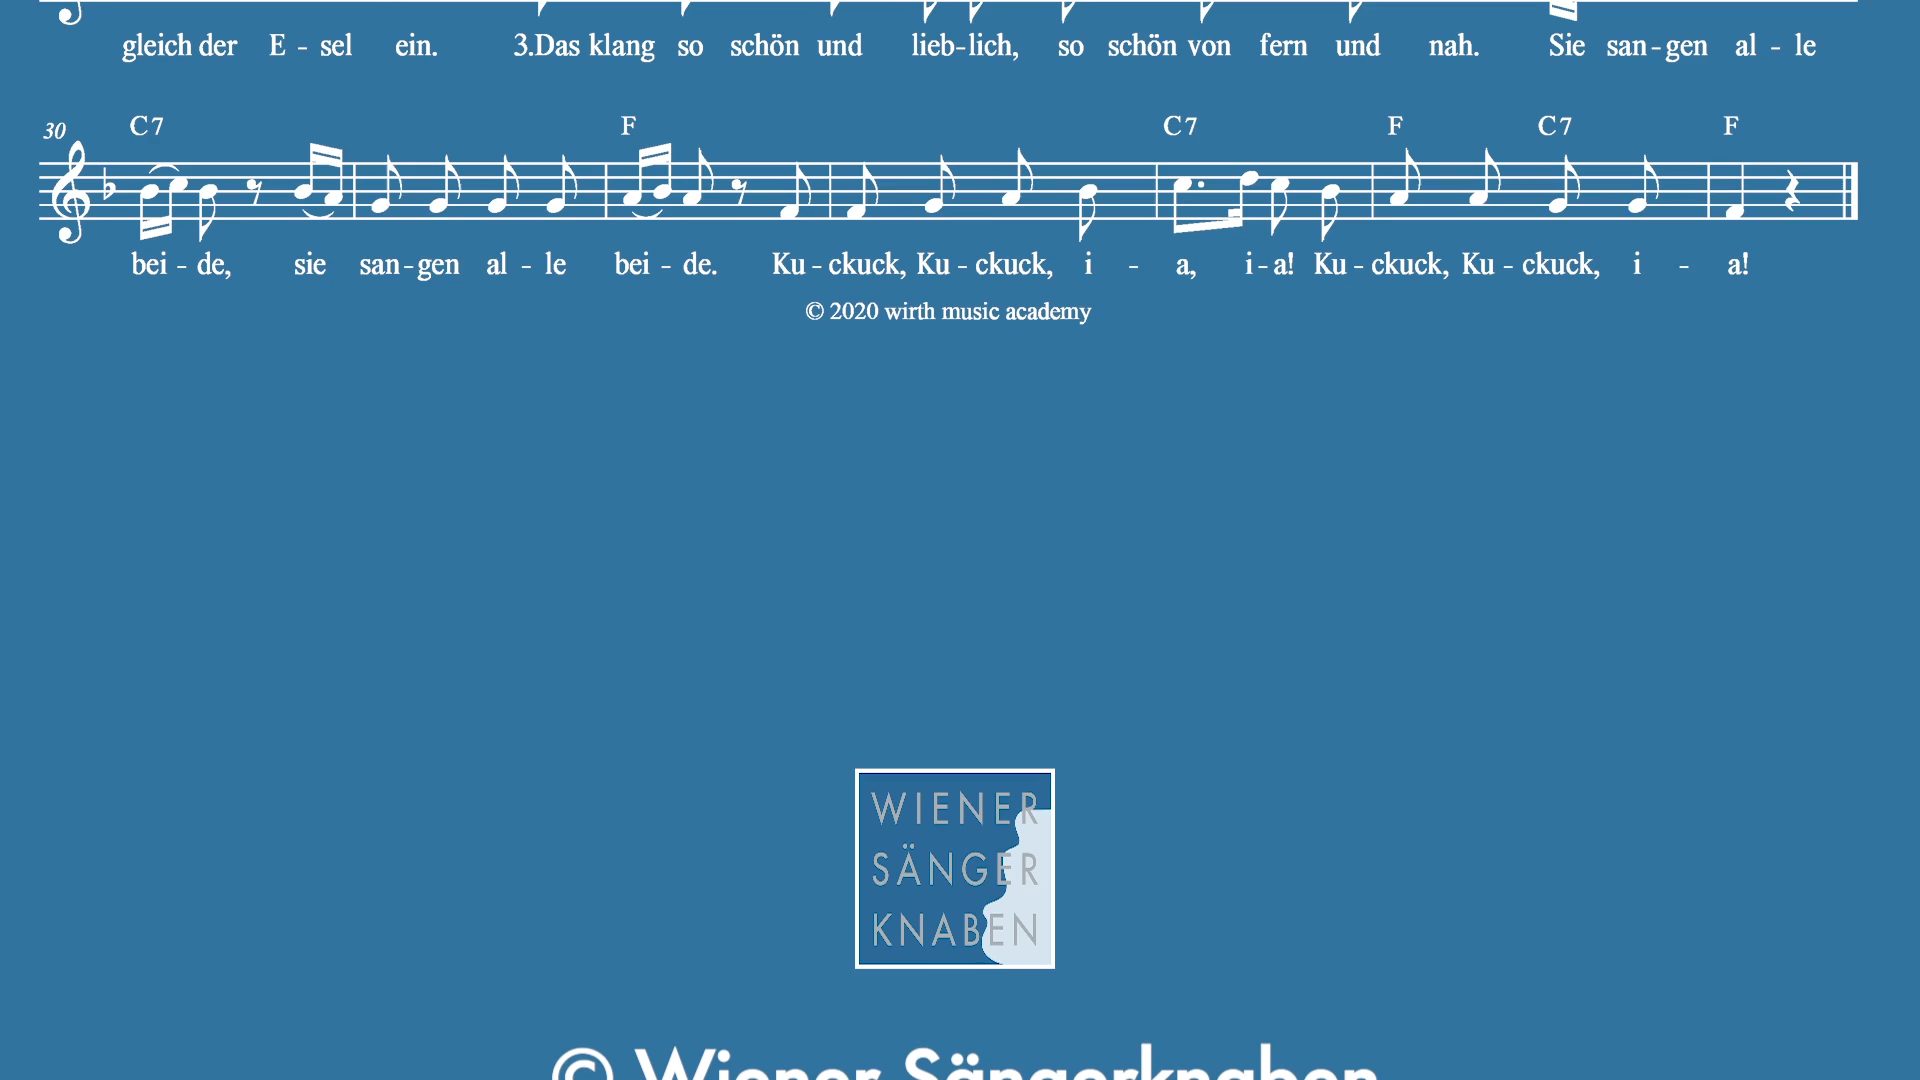 gleich der E - sel ein. 3.Das klang so schön und lieb-lich, so schön von fern und nah. Sie san-gen al - le
30 C7 F C7 F C7 F
bei - de, sie san-gen al - le bei - de. Ku - ckuck, Ku - ckuck, i - a, i-a! Ku - ckuck, Ku - ckuck, i - a!
© 2020 wirth music academy
WIENER
SÄNGER
KNABEN
© Wiener Sängerknaben